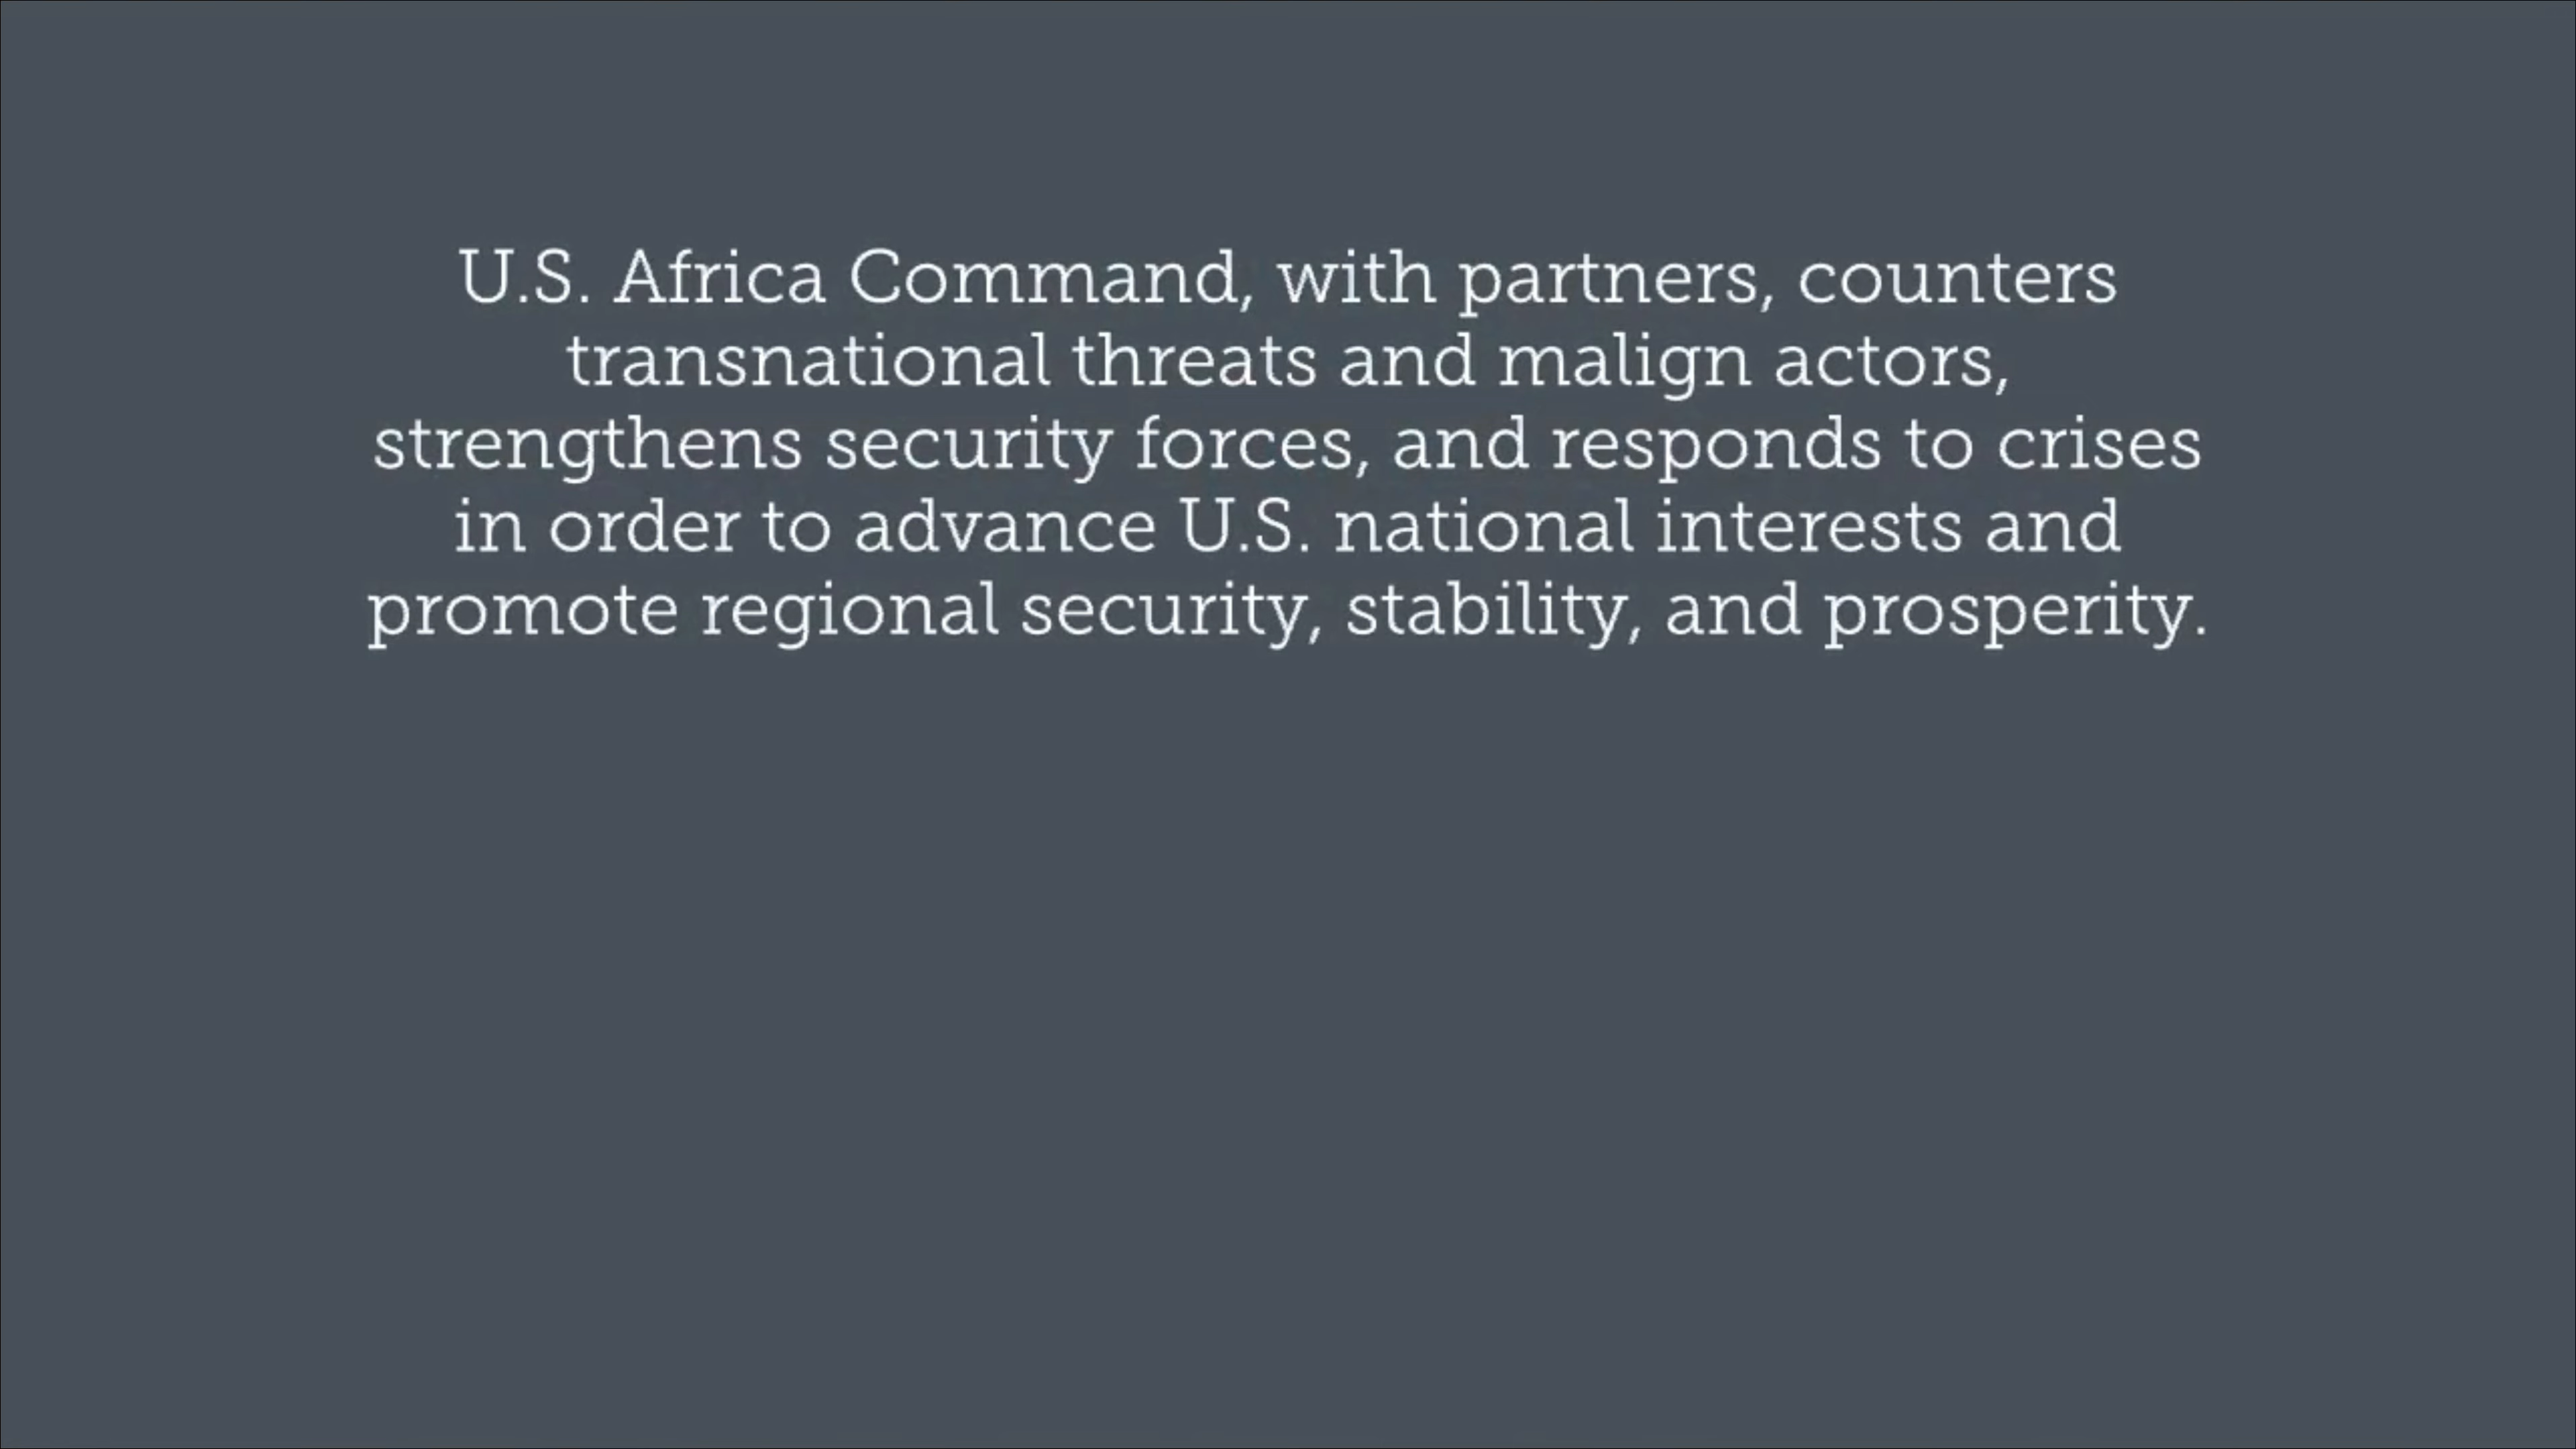 U.S. Africa Command, with partners, counters
transnational threats and malign actors,
strengthens security forces, and responds to crises
in order to advance U.S. national interests and
promote regional security, stability, and prosperity.